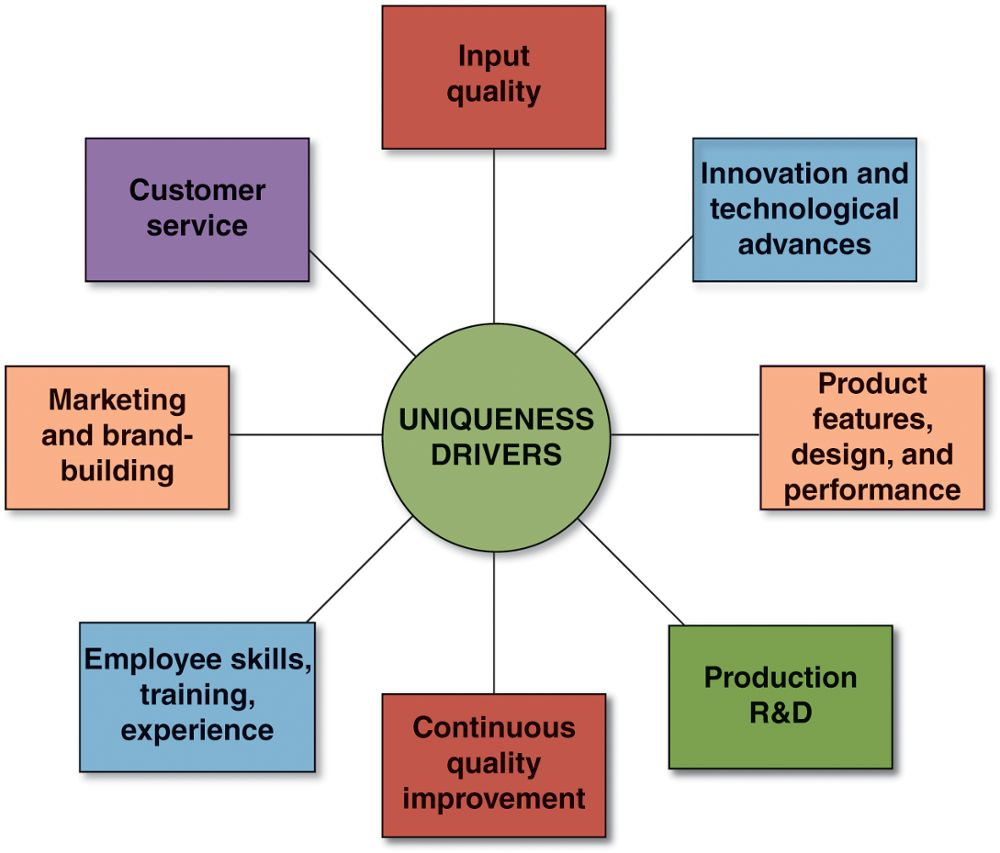 Input
quality
Customer
service
Innovation and
technological
advances
Marketing
and brand-
building
UNIQUENESS
DRIVERS
Product
features,
design, and
performance
Employee skills,
training,
experience
Continuous
quality
improvement
Production
R&D